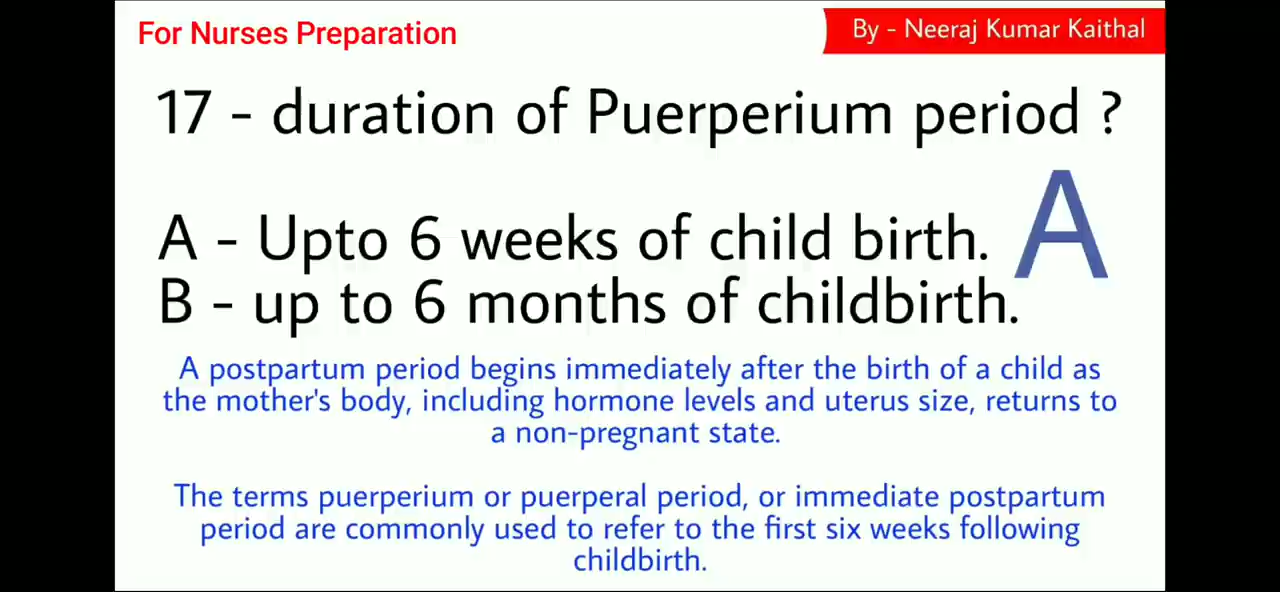 For Nurses Preparation
By - Neeraj Kumar Kaithal
17 - duration of Puerperium period ?
A - Upto 6 weeks of child birth.
A
B - up to 6 months of childbirth.
A postpartum period begins immediately after the birth of a child as
the mother's body, including hormone levels and uterus size, returns to
a non-pregnant state.
The terms puerperium or puerperal period, or immediate postpartum
period are commonly used to refer to the first six weeks following
childbirth.